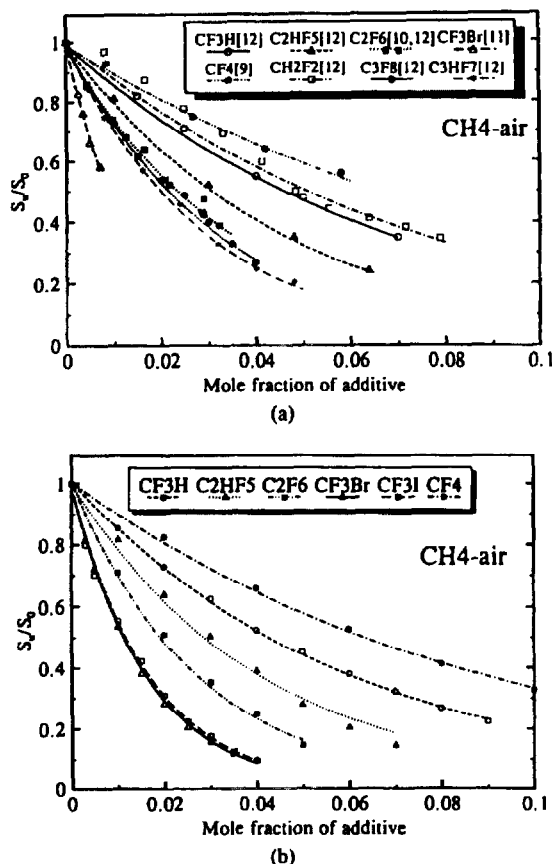 CF3H[12] C2HF5[12] C2F6[10,12] CF3Br[11]
CF4[9] CH2F2[12] C3F8[12] C3HF7[12]
CH4-air
1
0.8
0.6
0.4
0.2
0
Su/S0
0 0.02 0.04 0.06 0.08 0.1
Mole fraction of additive
(a)
CF3H C2HF5 C2F6 CF3Br CF3I CF4
CH4-air
1
0.8
0.6
0.4
0.2
0
Su/S0
0 0.02 0.04 0.06 0.08 0.1
Mole fraction of additive
(b)